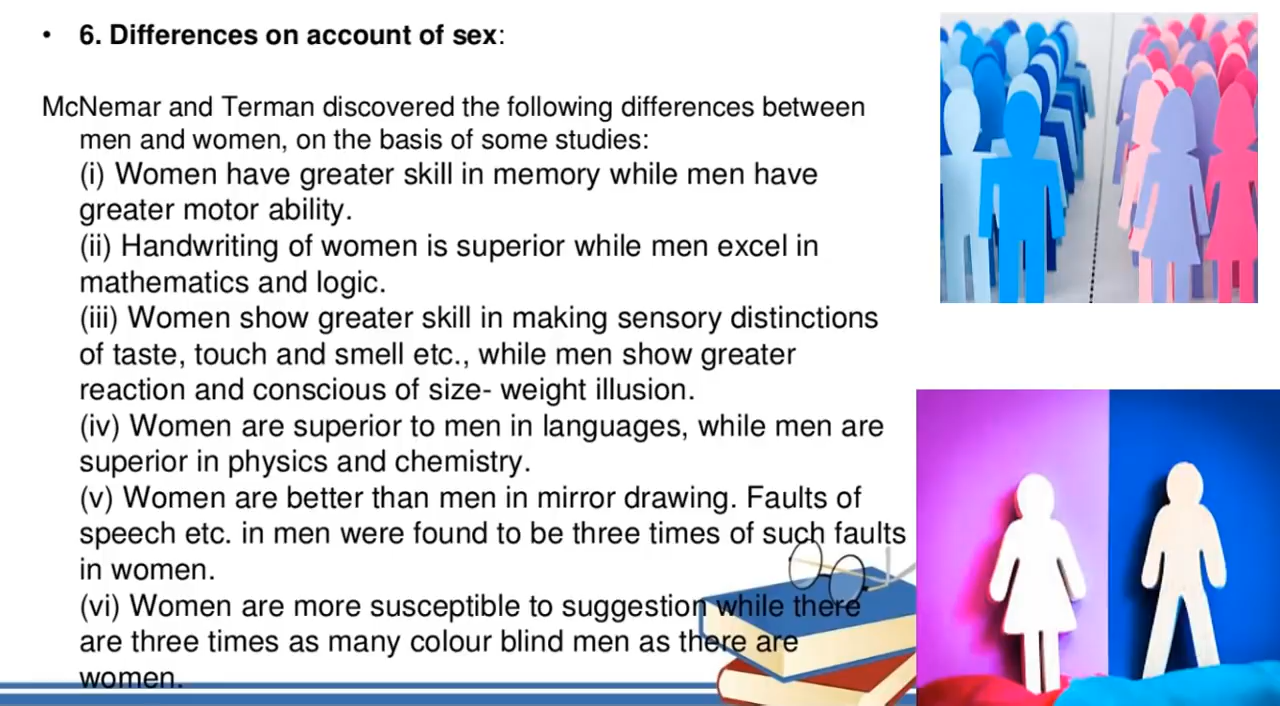 • 6. Differences on account of sex:
McNemar and Terman discovered the following differences between
men and women, on the basis of some studies:
(i) Women have greater skill in memory while men have
greater motor ability.
(ii) Handwriting of women is superior while men excel in
mathematics and logic.
(iii) Women show greater skill in making sensory distinctions
of taste, touch and smell etc., while men show greater
reaction and conscious of size- weight illusion.
(iv) Women are superior to men in languages, while men are
superior in physics and chemistry.
(v) Women are better than men in mirror drawing. Faults of
speech etc. in men were found to be three times of such faults
in women.
(vi) Women are more susceptible to suggestion while there
are three times as many colour blind men as there are
women.